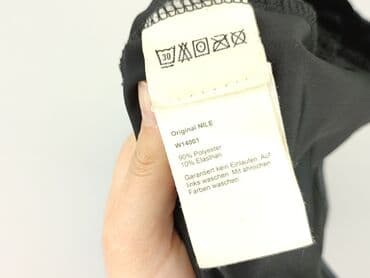 30
Original NILE
W14001
90% Polyester
10% Elasthan
Garantiert kein Einlaufen. Auf
links waschen. Mit ähnlichen
Farben waschen.